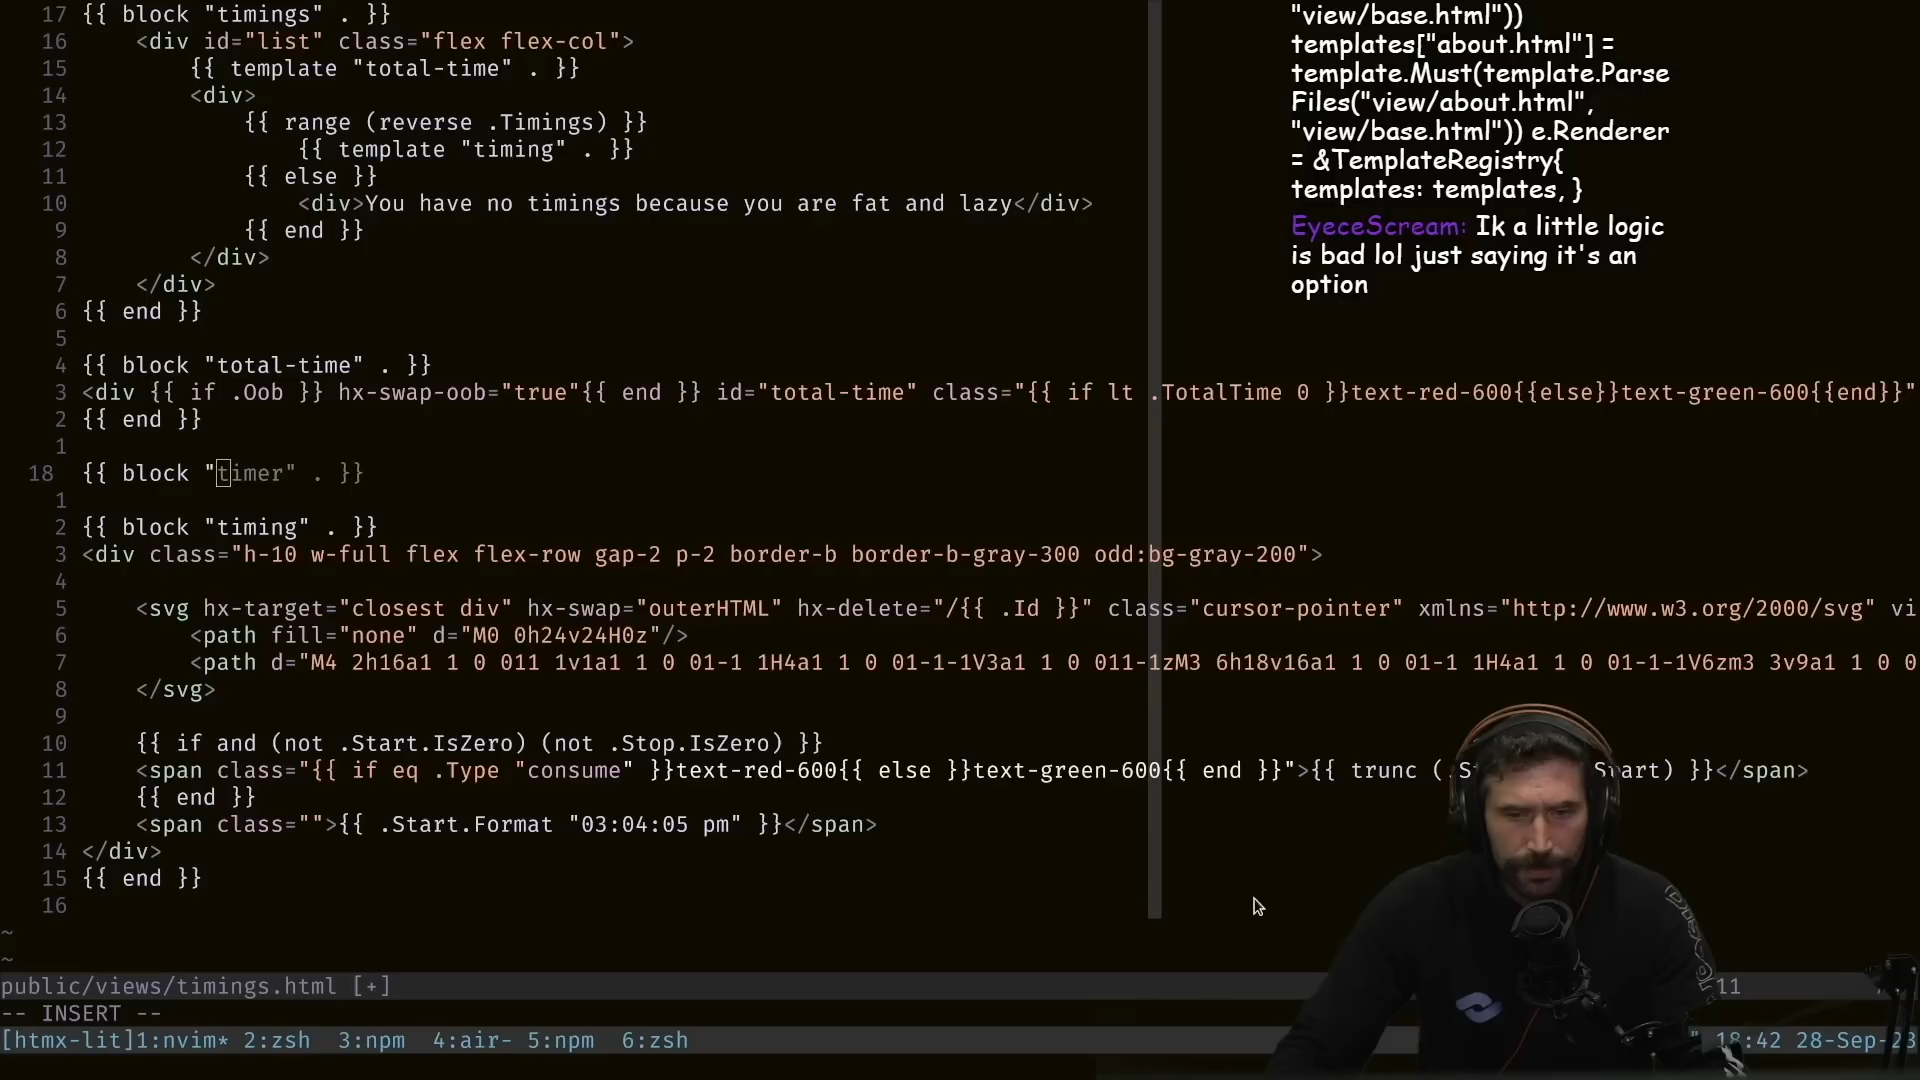 17 {{ block "timings" . }}
16 <div id="list" class="flex flex-col">
15 {{ template "total-time" . }}
14 <div>
13 {{ range (reverse .Timings) }}
12 {{ template "timing" . }}
11 {{ else }}
10 <div>You have no timings because you are fat and lazy</div>
9 {{ end }}
8 </div>
7 </div>
6 {{ end }}
5
4 {{ block "total-time" . }}
3 <div {{ if .Oob }} hx-swap-oob="true"{{ end }} id="total-time" class="{{ if lt .TotalTime 0 }}text-red-600{{else}}text-green-600{{end}}"
2 {{ end }}
1
18 {{ block "timer" . }}
1
2 {{ block "timing" . }}
3 <div class="h-10 w-full flex flex-row gap-2 p-2 border-b border-b-gray-300 odd:bg-gray-200">
4
5 <svg hx-target="closest div" hx-swap="outerHTML" hx-delete="/{{ .Id }}" class="cursor-pointer" xmlns="http://www.w3.org/2000/svg" vi
6 <path fill="none" d="M0 0h24v24H0z"/>
7 <path d="M4 2h16a1 1 0 011 1v1a1 1 0 01-1 1H4a1 1 0 01-1-1V3a1 1 0 011-1zM3 6h18v16a1 1 0 01-1 1H4a1 1 0 01-1-1V6zm3 3v9a1 1 0 0
8 </svg>
9
10 {{ if and (not .Start.IsZero) (not .Stop.IsZero) }}
11 <span class="{{ if eq .Type "consume" }}text-red-600{{ else }}text-green-600{{ end }}">{{ trunc (.St Start) }}</span>
12 {{ end }}
13 <span class="">{{ .Start.Format "03:04:05 pm" }}</span>
14 </div>
15 {{ end }}
16
~
~
public/views/timings.html [+] 11
-- INSERT --
[htmx-lit]1:nvim* 2:zsh 3:npm 4:air- 5:npm 6:zsh " 18:42 28-Sep-23
"view/base.html"))
templates["about.html"] =
template.Must(template.Parse
Files("view/about.html",
"view/base.html")) e.Renderer
= &TemplateRegistry{
templates: templates, }
EyeceScream: Ik a little logic
is bad lol just saying it's an
option